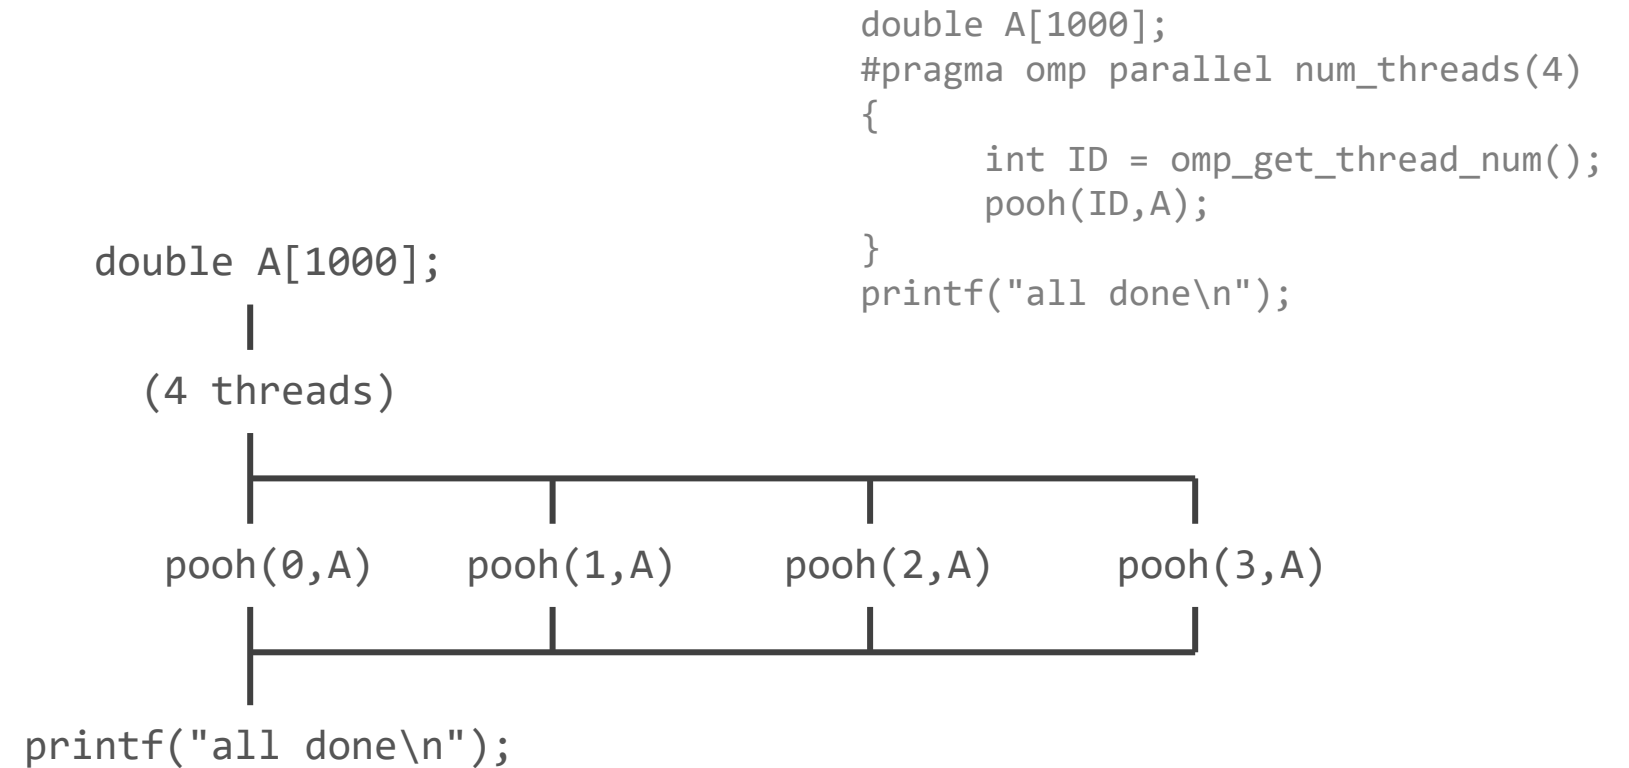 double A[1000];
#pragma omp parallel num_threads(4)
{
int ID = omp_get_thread_num();
pooh(ID,A);
}
printf("all done\n");
double A[1000];
(4 threads)
pooh(0,A) pooh(1,A) pooh(2,A) pooh(3,A)
printf("all done\n");